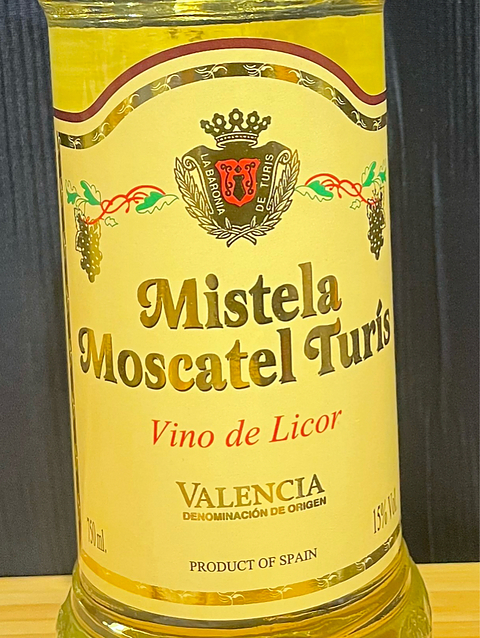 LA BARONIA DE TURIS
Mistela
Moscatel Turís
Vino de Licor
VALENCIA
DENOMINACIÓN DE ORIGEN
750 ml.
15% Vol.
PRODUCT OF SPAIN